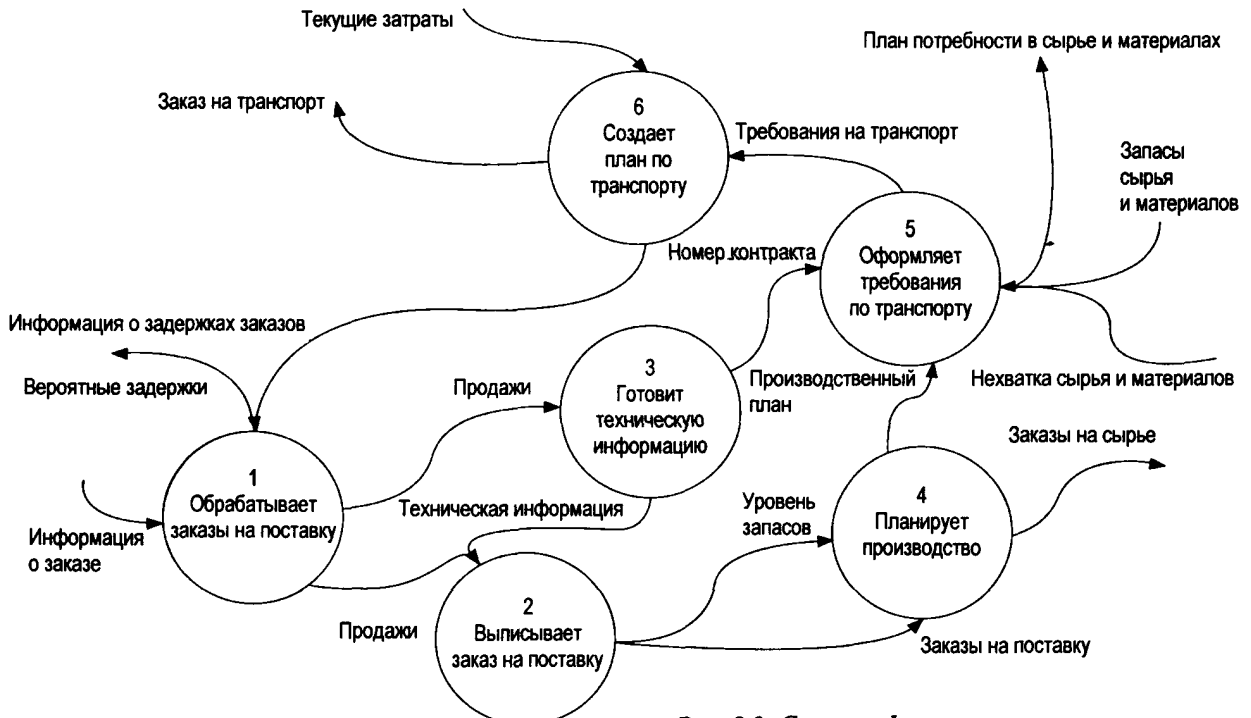 Текущие затраты
План потребности в сырье и материалах
Заказ на транспорт
6
Создает
план по
транспорту
Требования на транспорт
Запасы
сырья
и материалов
Номер контракта
5
Оформляет
требования
по транспорту
Информация о задержках заказов
Вероятные задержки
Продажи
3
Готовит
техническую
информацию
Производственный
план
Нехватка сырья и материалов
Заказы на сырье
1
Обрабатывает
заказы на поставку
Информация
о заказе
Техническая информация
Уровень
запасов
4
Планирует
производство
Продажи
2
Выписывает
заказ на поставку
Заказы на поставку